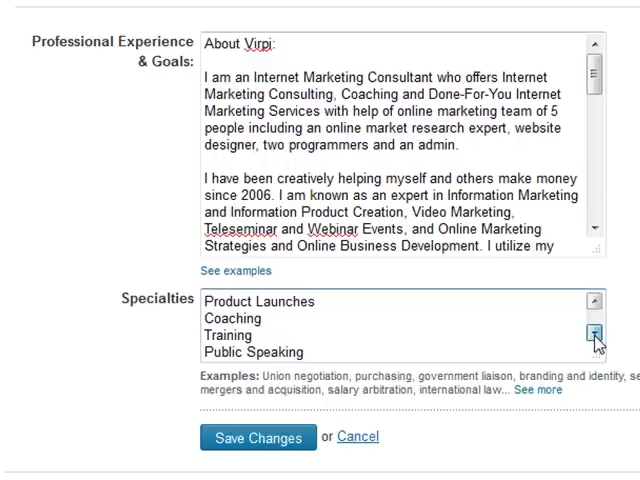 Professional Experience
& Goals:
About Virpi:
I am an Internet Marketing Consultant who offers Internet
Marketing Consulting, Coaching and Done-For-You Internet
Marketing Services with help of online marketing team of 5
people including an online market research expert, website
designer, two programmers and an admin.
I have been creatively helping myself and others make money
since 2006. I am known as an expert in Information Marketing
and Information Product Creation, Video Marketing,
Teleseminar and Webinar Events, and Online Marketing
Strategies and Online Business Development. I utilize my
See examples
Specialties
Product Launches
Coaching
Training
Public Speaking
Examples: Union negotiation, purchasing, government liaison, branding and identity, se
mergers and acquisition, salary arbitration, international law... See more
Save Changes or Cancel